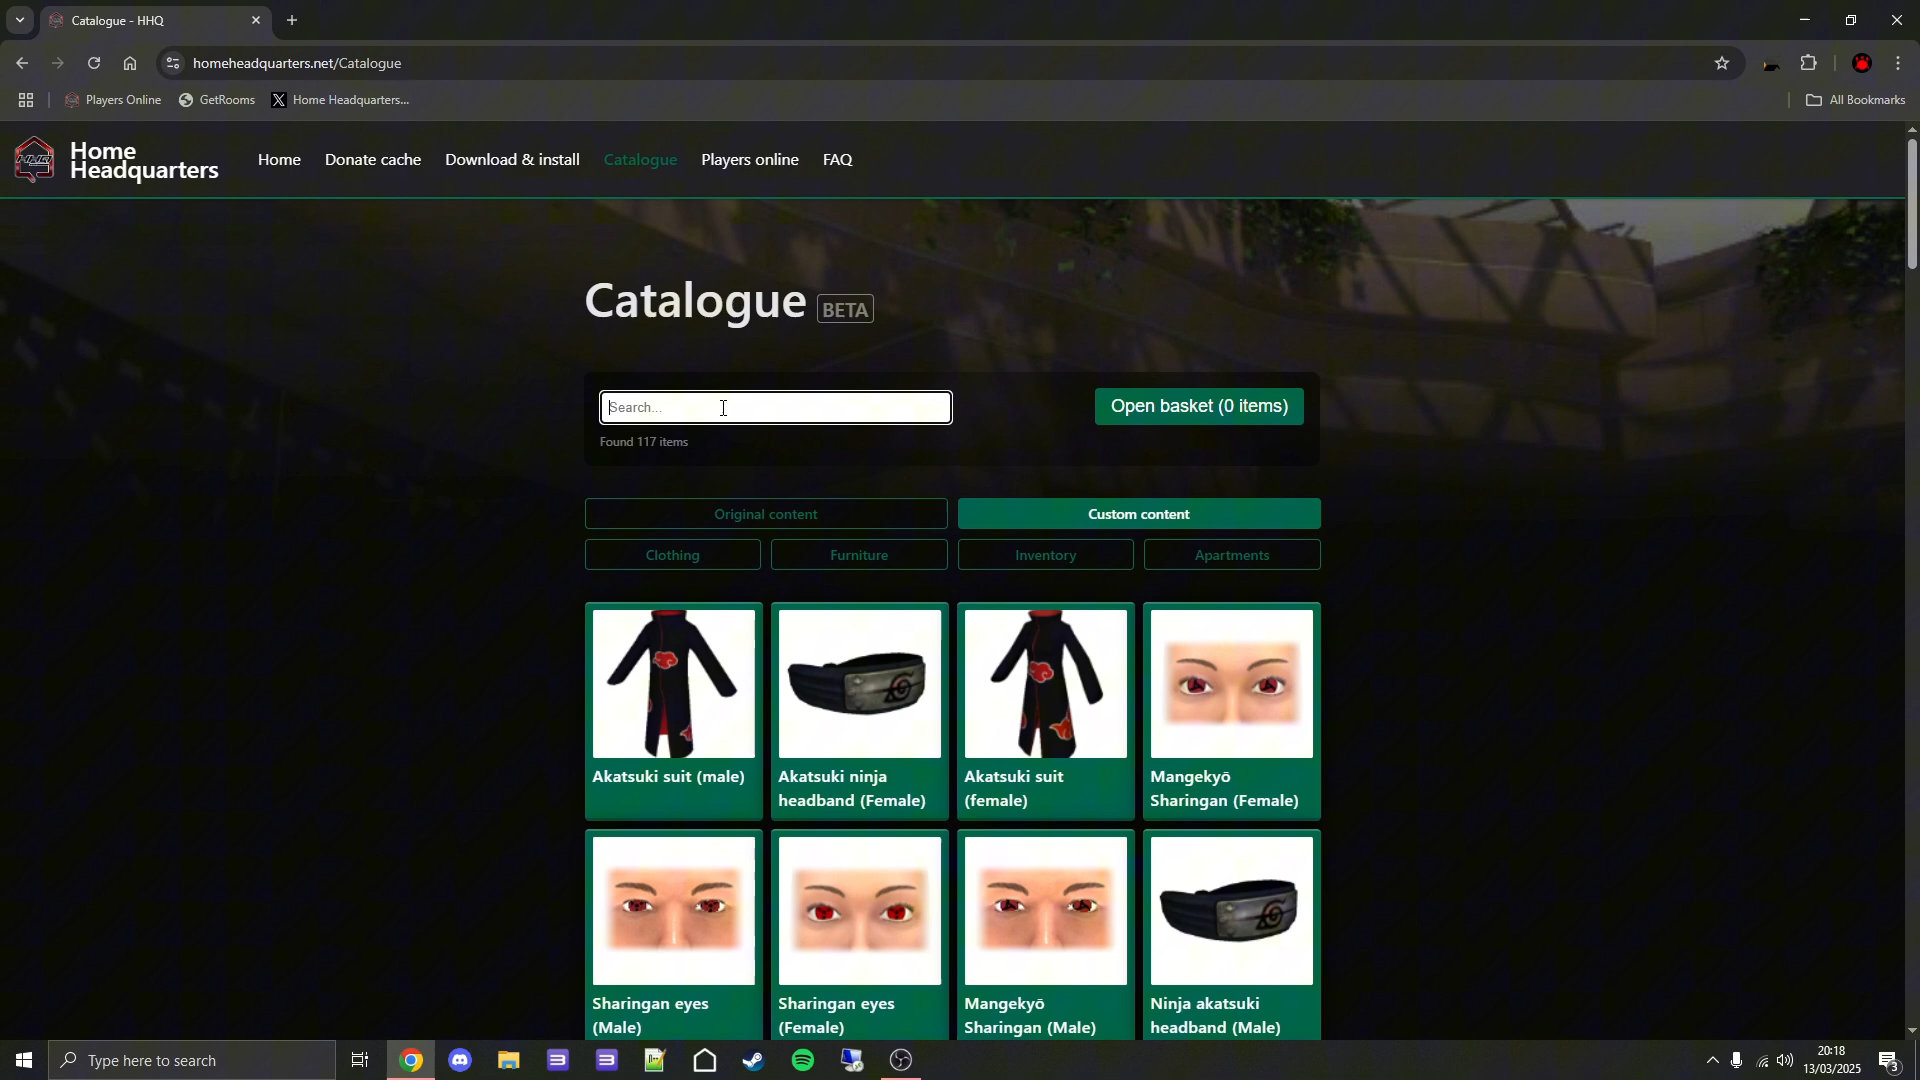 Catalogue - HHQ
homeheadquarters.net/Catalogue
Players Online
GetRooms
Home Headquarters...
All Bookmarks
Home
Headquarters
Home
Donate cache
Download & install
Catalogue
Players online
FAQ
Catalogue BETA
Search...
Open basket (0 items)
Found 117 items
Original content
Custom content
Clothing
Furniture
Inventory
Apartments
Akatsuki suit (male)
Akatsuki ninja
headband (Female)
Akatsuki suit
(female)
Mangekyō
Sharingan (Female)
Sharingan eyes
(Male)
Sharingan eyes
(Female)
Mangekyō
Sharingan (Male)
Ninja akatsuki
headband (Male)
Type here to search
20:18
13/03/2025
3